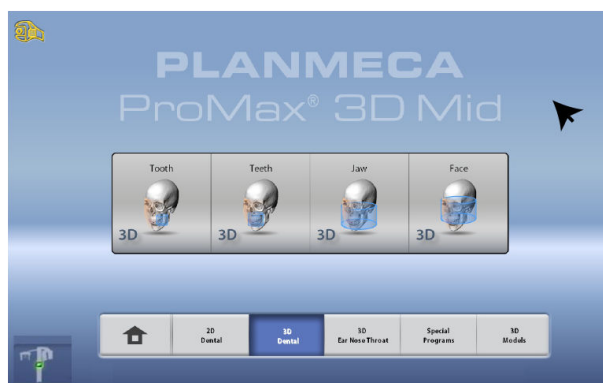 PLANMECA
ProMax® 3D Mid
Tooth
3D
Teeth
3D
Jaw
3D
Face
3D
2D
Dental
3D
Dental
3D
Ear Nose Throat
Special
Programs
3D
Models